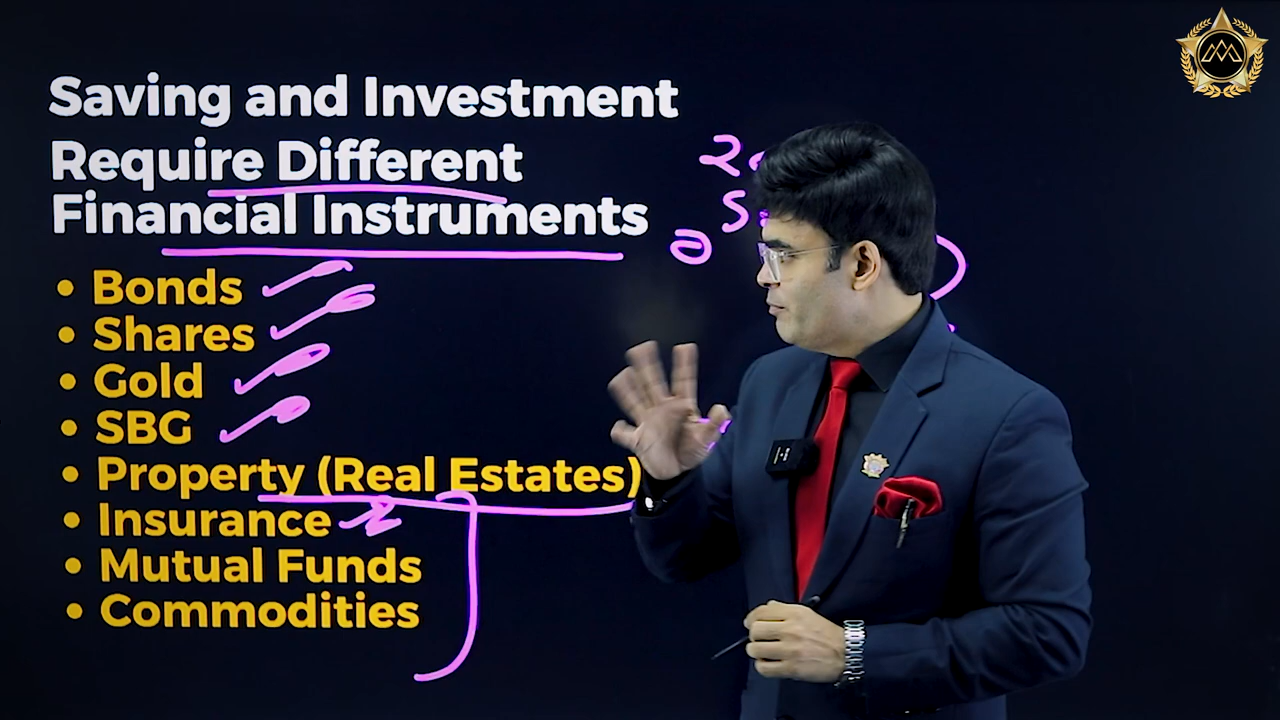 Saving and Investment
Require Different
Financial Instruments
• Bonds
• Shares
• Gold
• SBG
• Property (Real Estates)
• Insurance
• Mutual Funds
• Commodities